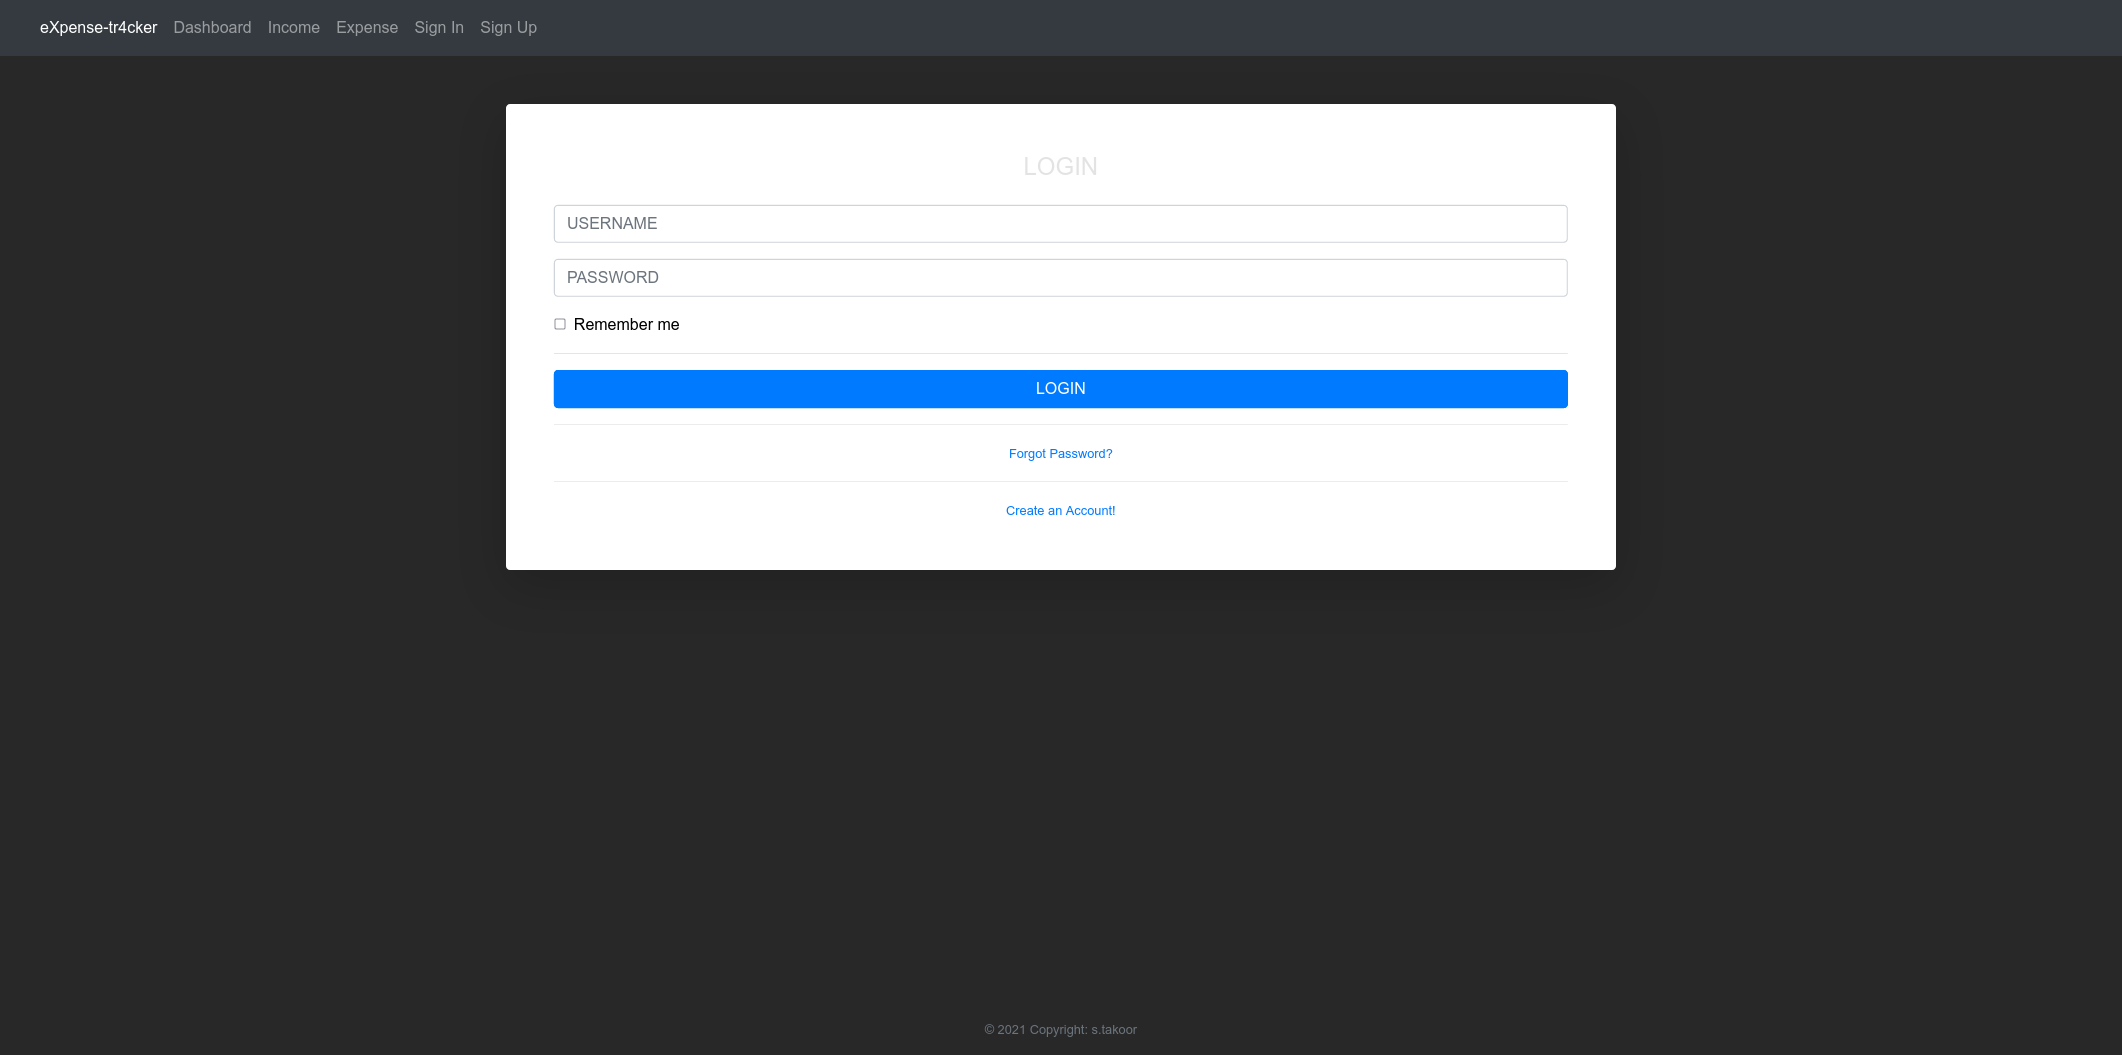 eXpense-tr4cker Dashboard Income Expense Sign In Sign Up
LOGIN
USERNAME
PASSWORD
Remember me
LOGIN
Forgot Password?
Create an Account!
© 2021 Copyright: s.takoor